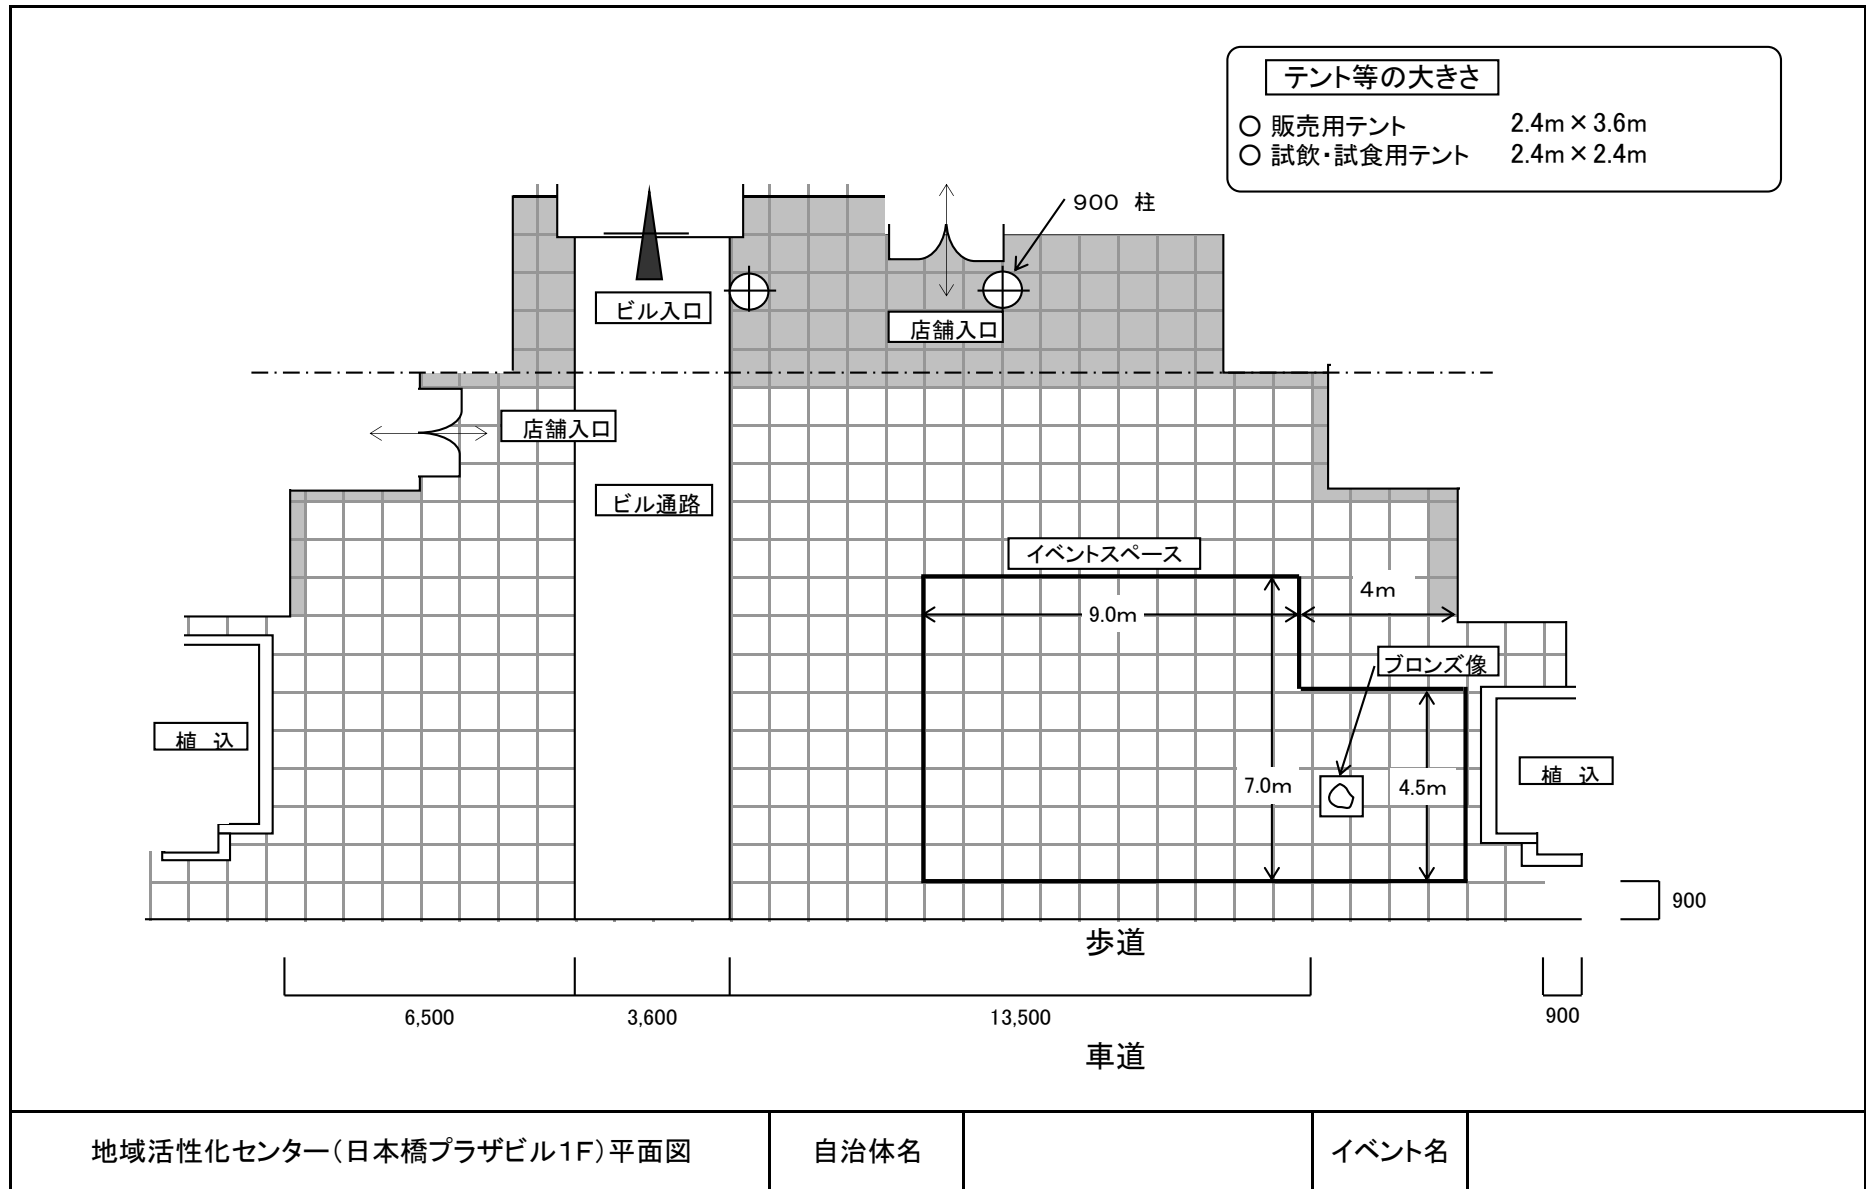 テント等の大きさ
○ 販売用テント 2.4m×3.6m
○ 試飲・試食用テント 2.4m×2.4m
900 柱
ビル入口
店舗入口
店舗入口
ビル通路
イベントスペース
4m
9.0m
ブロンズ像
植 込
植 込
7.0m
4.5m
900
歩道
6,500
3,600
13,500
900
車道
地域活性化センター(日本橋プラザビル1F)平面図
自治体名
イベント名